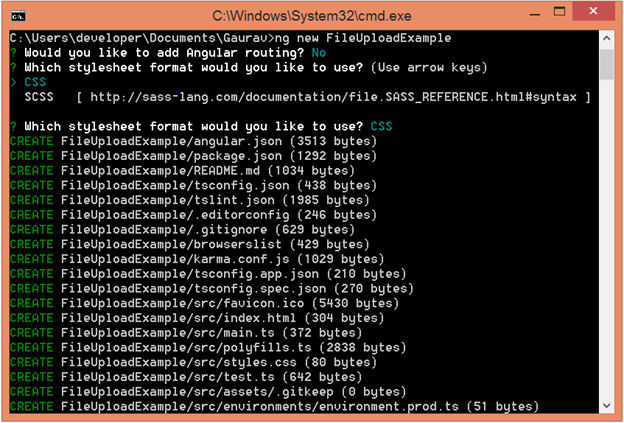 C:\Windows\System32\cmd.exe
C:\Users\developer\Documents\Gaurav>ng new FileUploadExample
? Would you like to add Angular routing? No
? Which stylesheet format would you like to use? (Use arrow keys)
> CSS
SCSS [ http://sass-lang.com/documentation/file.SASS_REFERENCE.html#syntax ]
? Which stylesheet format would you like to use? CSS
CREATE FileUploadExample/angular.json (3513 bytes)
CREATE FileUploadExample/package.json (1292 bytes)
CREATE FileUploadExample/README.md (1034 bytes)
CREATE FileUploadExample/tsconfig.json (438 bytes)
CREATE FileUploadExample/tslint.json (1985 bytes)
CREATE FileUploadExample/.editorconfig (246 bytes)
CREATE FileUploadExample/.gitignore (629 bytes)
CREATE FileUploadExample/browserslist (429 bytes)
CREATE FileUploadExample/karma.conf.js (1029 bytes)
CREATE FileUploadExample/tsconfig.app.json (210 bytes)
CREATE FileUploadExample/tsconfig.spec.json (270 bytes)
CREATE FileUploadExample/src/favicon.ico (5430 bytes)
CREATE FileUploadExample/src/index.html (304 bytes)
CREATE FileUploadExample/src/main.ts (372 bytes)
CREATE FileUploadExample/src/polyfills.ts (2838 bytes)
CREATE FileUploadExample/src/styles.css (80 bytes)
CREATE FileUploadExample/src/test.ts (642 bytes)
CREATE FileUploadExample/src/assets/.gitkeep (0 bytes)
CREATE FileUploadExample/src/environments/environment.prod.ts (51 bytes)